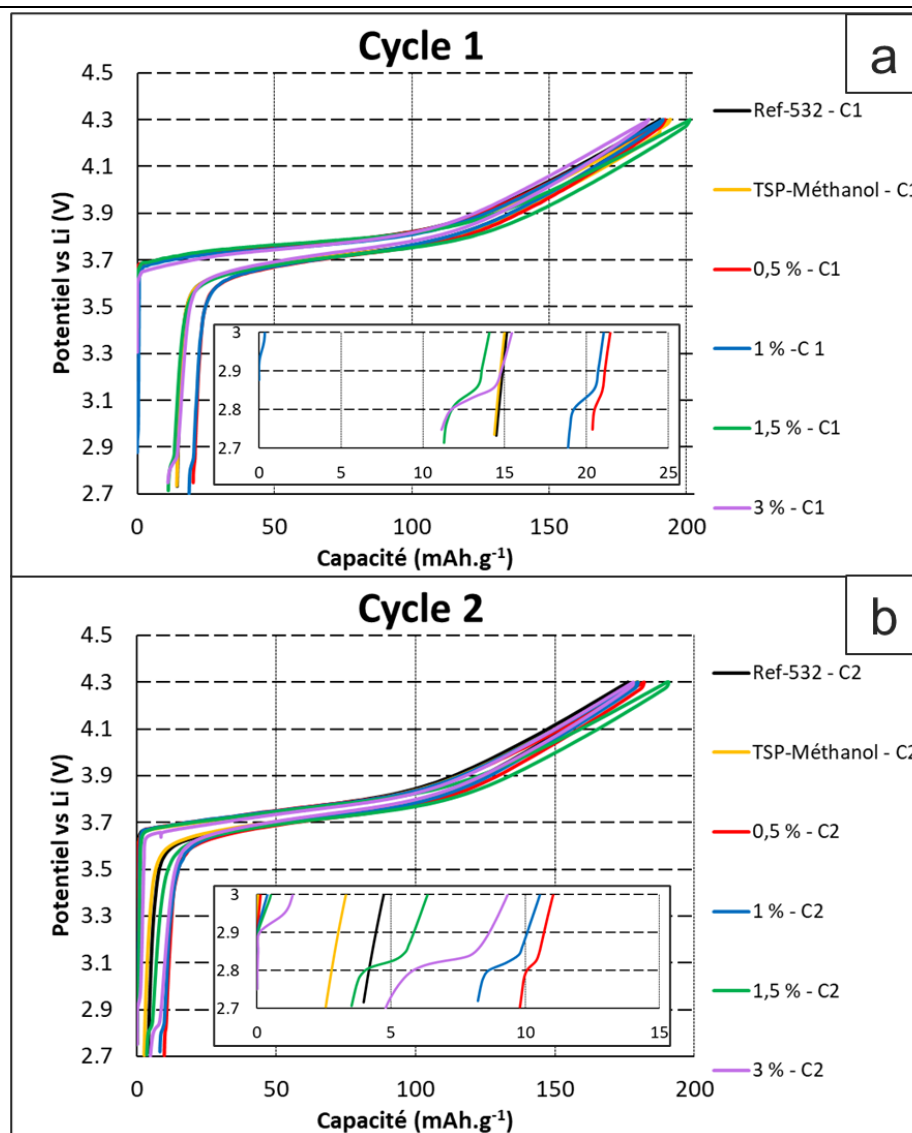 Cycle 1
a
Potentiel vs Li (V)
4.5
4.3
4.1
3.9
3.7
3.5
3.3
3.1
2.9
2.7
3
2.9
2.8
2.7
0 5 10 15 20 25
0 50 100 150 200
Capacité (mAh.g⁻¹)
Ref-532 - C1
TSP-Méthanol - C1
0,5 % - C1
1 % -C 1
1,5 % - C1
3 % - C1
Cycle 2
b
Potentiel vs Li (V)
4.5
4.3
4.1
3.9
3.7
3.5
3.3
3.1
2.9
2.7
3
2.9
2.8
2.7
0 5 10 15
0 50 100 150 200
Capacité (mAh.g⁻¹)
Ref-532 - C2
TSP-Méthanol - C2
0,5 % - C2
1 % - C2
1,5 % - C2
3 % - C2